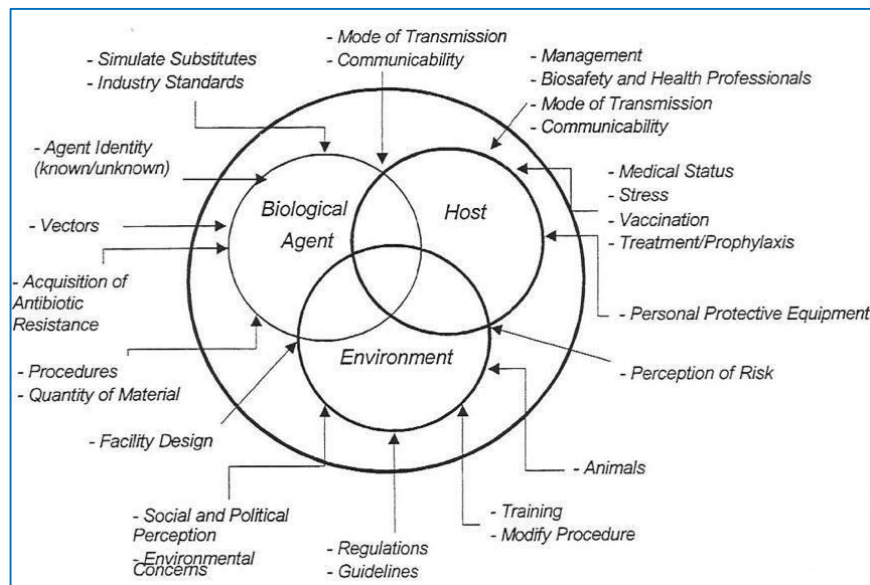 - Simulate Substitutes
- Industry Standards
- Mode of Transmission
- Communicability
- Management
- Biosafety and Health Professionals
- Mode of Transmission
- Communicability
- Agent Identity
(known/unknown)
- Medical Status
- Stress
- Vaccination
- Treatment/Prophylaxis
Biological
Agent
Host
- Vectors
- Acquisition of
Antibiotic
Resistance
- Personal Protective Equipment
Environment
- Procedures
- Quantity of Material
- Perception of Risk
- Facility Design
- Animals
- Social and Political
Perception
- Environmental
Concerns
- Regulations
- Guidelines
- Training
- Modify Procedure